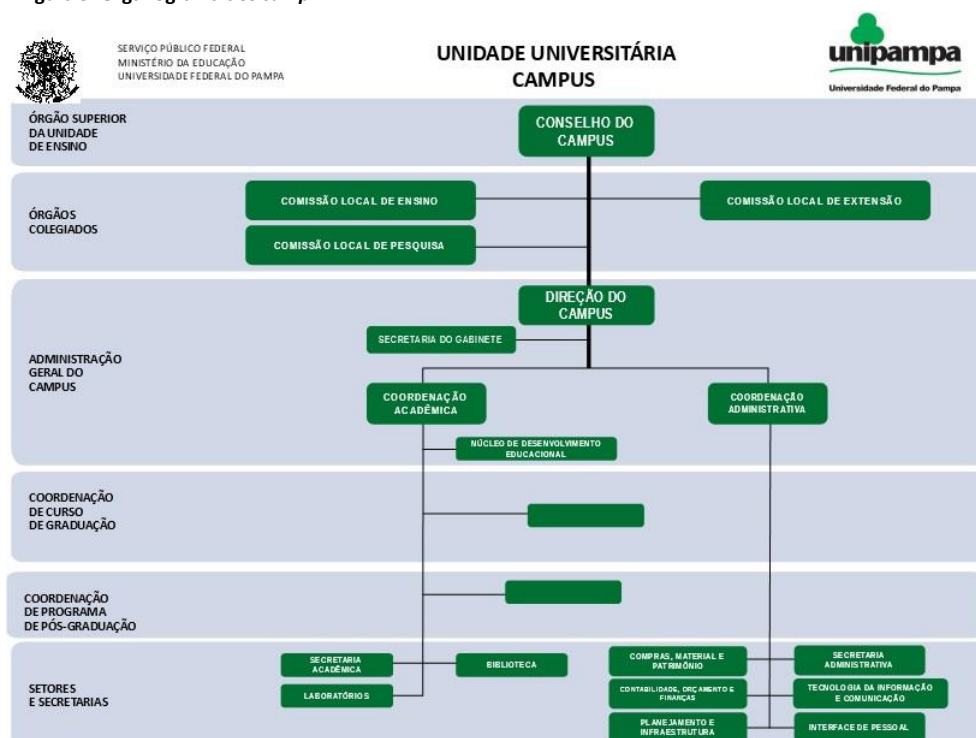 SERVIÇO PÚBLICO FEDERAL
MINISTÉRIO DA EDUCAÇÃO
UNIVERSIDADE FEDERAL DO PAMPA
UNIDADE UNIVERSITÁRIA
CAMPUS
unipampa
Universidade Federal do Pampa
ÓRGÃO SUPERIOR
DA UNIDADE
DE ENSINO
CONSELHO DO
CAMPUS
ÓRGÃOS
COLEGIADOS
COMISSÃO LOCAL DE ENSINO
COMISSÃO LOCAL DE EXTENSÃO
COMISSÃO LOCAL DE PESQUISA
ADMINISTRAÇÃO
GERAL DO
CAMPUS
DIREÇÃO DO
CAMPUS
SECRETARIA DO GABINETE
COORDENAÇÃO
ACADÊMICA
COORDENAÇÃO
ADMINISTRATIVA
NÚCLEO DE DESENVOLVIMENTO
EDUCACIONAL
COORDENAÇÃO
DE CURSO
DE GRADUAÇÃO
COORDENAÇÃO
DE PROGRAMA
DE PÓS-GRADUAÇÃO
SETORES
E SECRETARIAS
SECRETARIA
ACADÊMICA
BIBLIOTECA
LABORATÓRIOS
COMPRAS, MATERIAL E
PATRIMÔNIO
SECRETARIA
ADMINISTRATIVA
CONTABILIDADE, ORÇAMENTO E
FINANÇAS
TECNOLOGIA DA INFORMAÇÃO
E COMUNICAÇÃO
PLANEJAMENTO E
INFRAESTRUTURA
INTERFACE DE PESSOAL